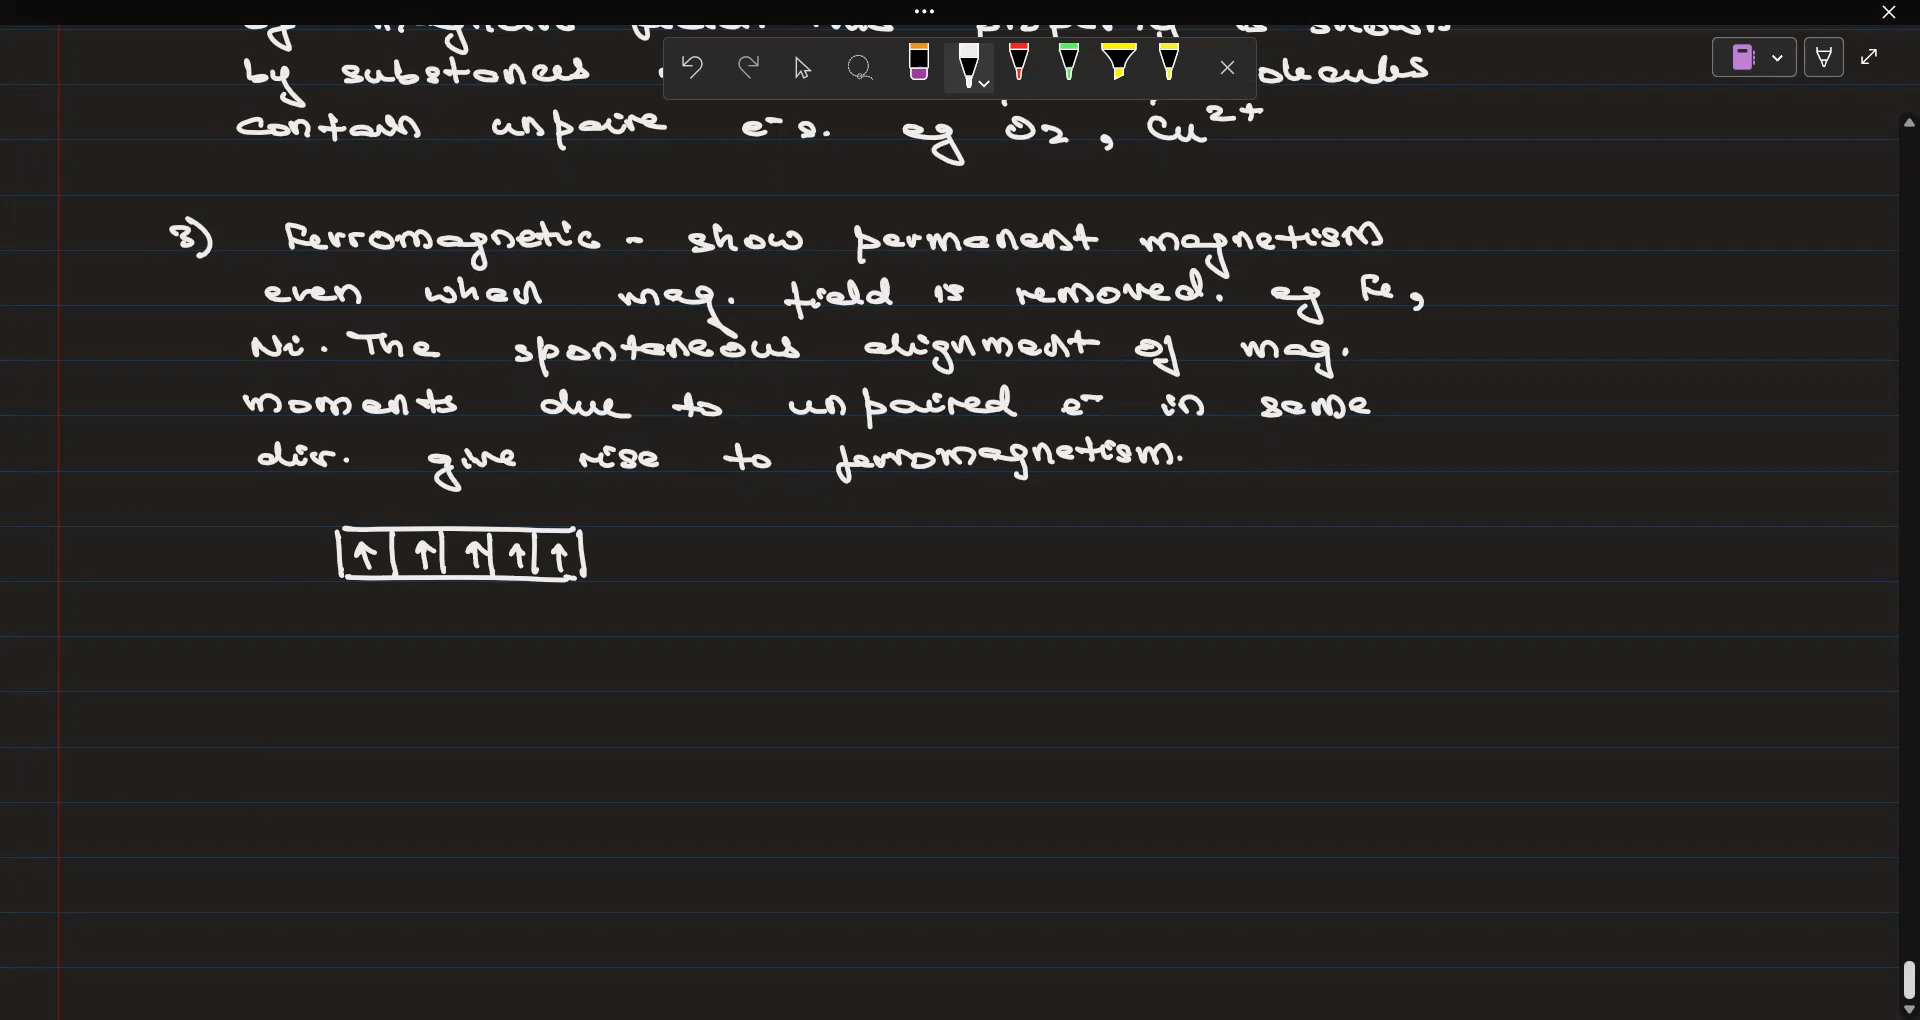 by substances olecules
contain unpaire e⁻ s. eg O₂, Cu²⁺
3) Ferromagnetic - show permanent magnetism
even when mag. field is removed. eg Fe,
Ni. The spontaneous alignment of mag.
moments due to unpaired e⁻ in same
dir. give rise to ferromagnetism.
↑ ↑ ↑ ↑ ↑